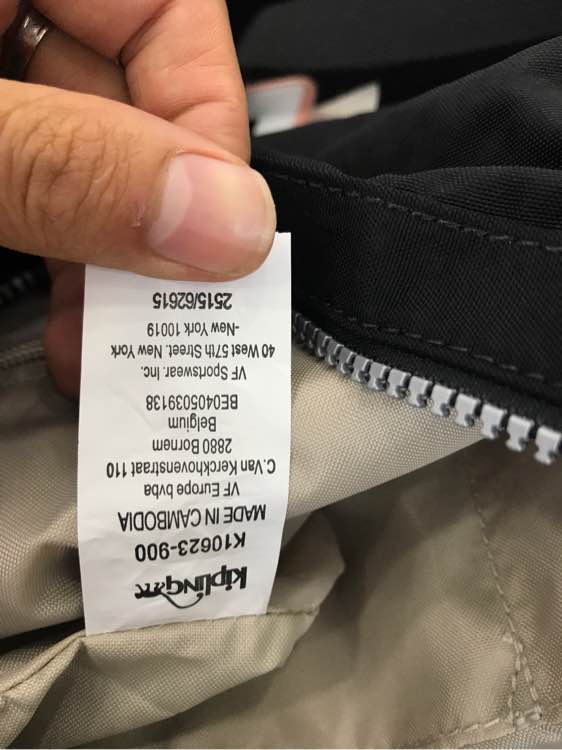 Kipling
K10623-900
MADE IN CAMBODIA
VF Europe bvba
C.Van Kerckhovenstraat 110
2880 Bornem
Belgium
BE0405039138
VF Sportswear. Inc.
40 West 57th Street. New York
-New York 10019
2515/62615